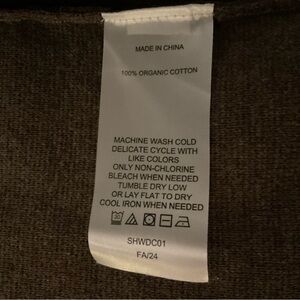 MADE IN CHINA
100% ORGANIC COTTON
MACHINE WASH COLD
DELICATE CYCLE WITH
LIKE COLORS
ONLY NON-CHLORINE
BLEACH WHEN NEEDED
TUMBLE DRY LOW
OR LAY FLAT TO DRY
COOL IRON WHEN NEEDED
SHWDC01
FA/24